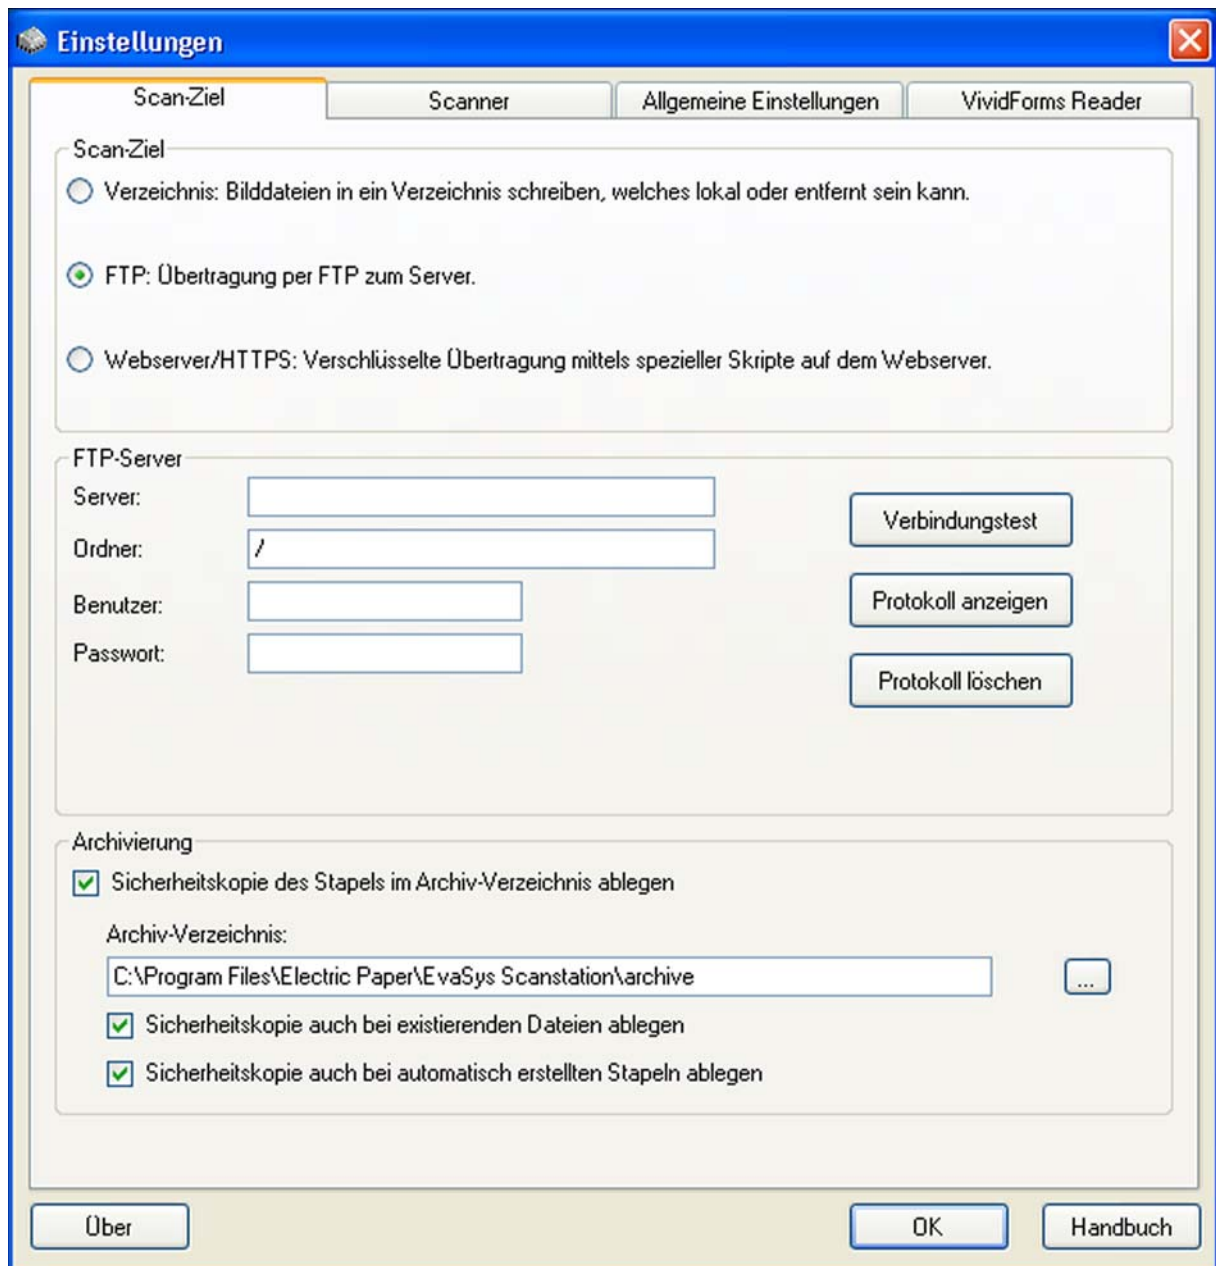 Einstellungen
Scan-Ziel
Scanner
Allgemeine Einstellungen
VividForms Reader
Scan-Ziel
Verzeichnis: Bilddateien in ein Verzeichnis schreiben, welches lokal oder entfernt sein kann.
FTP: Übertragung per FTP zum Server.
Webserver/HTTPS: Verschlüsselte Übertragung mittels spezieller Skripte auf dem Webserver.
FTP-Server
Server:
Verbindungstest
Ordner: /
Benutzer:
Protokoll anzeigen
Passwort:
Protokoll löschen
Archivierung
Sicherheitskopie des Stapels im Archiv-Verzeichnis ablegen
Archiv-Verzeichnis:
C:\Program Files\Electric Paper\EvaSys Scanstation\archive
...
Sicherheitskopie auch bei existierenden Dateien ablegen
Sicherheitskopie auch bei automatisch erstellten Stapeln ablegen
Über
OK
Handbuch